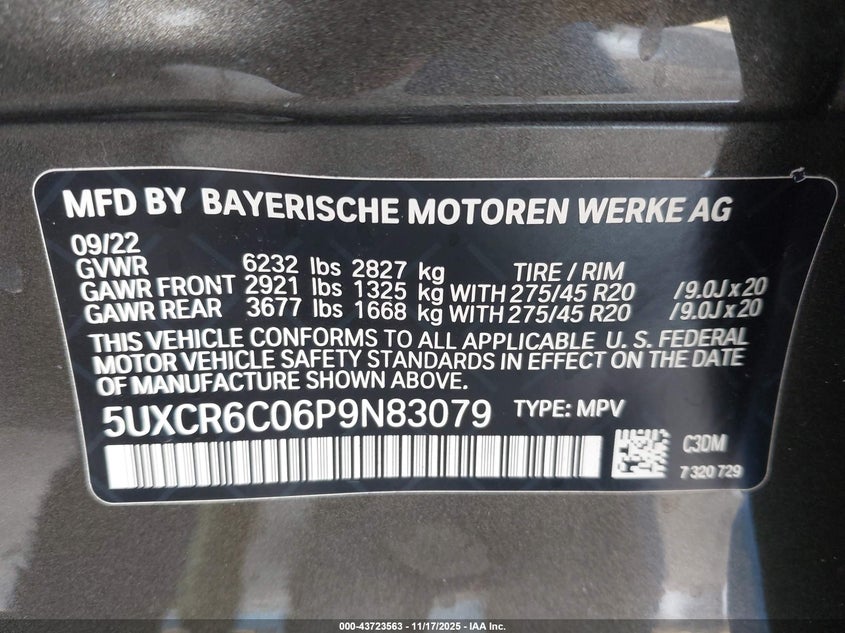 MFD BY BAYERISCHE MOTOREN WERKE AG
09/22
GVWR 6232 lbs 2827 kg TIRE / RIM
GAWR FRONT 2921 lbs 1325 kg WITH 275/45 R20 /9.0J x 20
GAWR REAR 3677 lbs 1668 kg WITH 275/45 R20 /9.0J x 20
THIS VEHICLE CONFORMS TO ALL APPLICABLE U. S. FEDERAL
MOTOR VEHICLE SAFETY STANDARDS IN EFFECT ON THE DATE
OF MANUFACTURE SHOWN ABOVE.
5UXCR6C06P9N83079 TYPE: MPV
C3DM
7 320 729
000-43723563 - 11/17/2025 - IAA Inc.